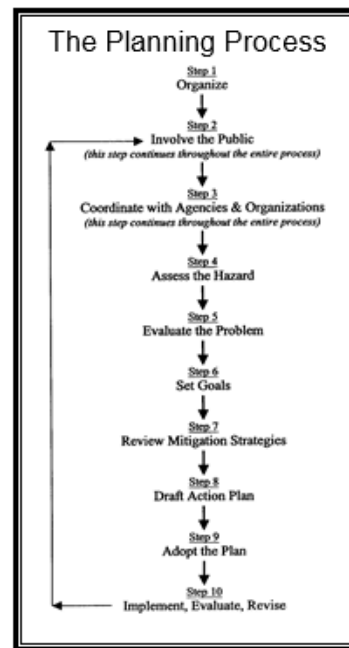 The Planning Process
Step 1
Organize
Step 2
Involve the Public
(this step continues throughout the entire process)
Step 3
Coordinate with Agencies & Organizations
(this step continues throughout the entire process)
Step 4
Assess the Hazard
Step 5
Evaluate the Problem
Step 6
Set Goals
Step 7
Review Mitigation Strategies
Step 8
Draft Action Plan
Step 9
Adopt the Plan
Step 10
Implement, Evaluate, Revise